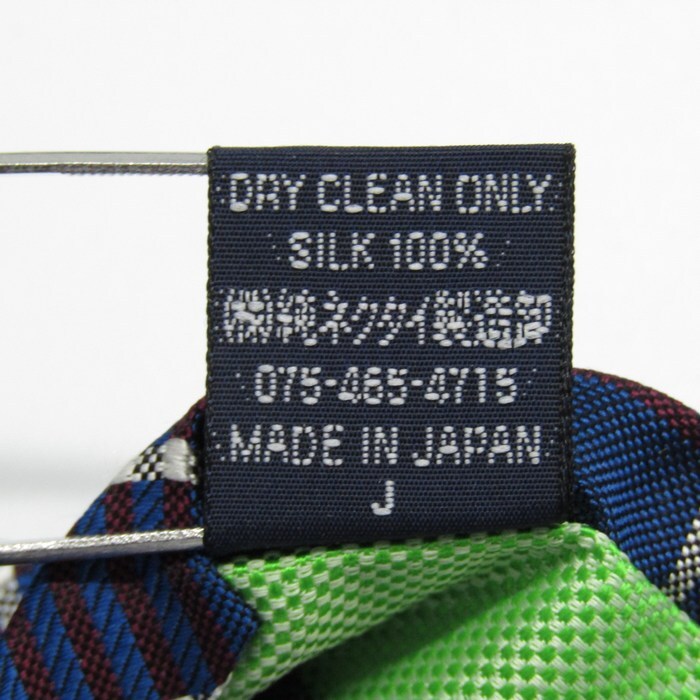 DRY CLEAN ONLY
SILK 100%
ネクタイ
075-465-4715
MADE IN JAPAN
J